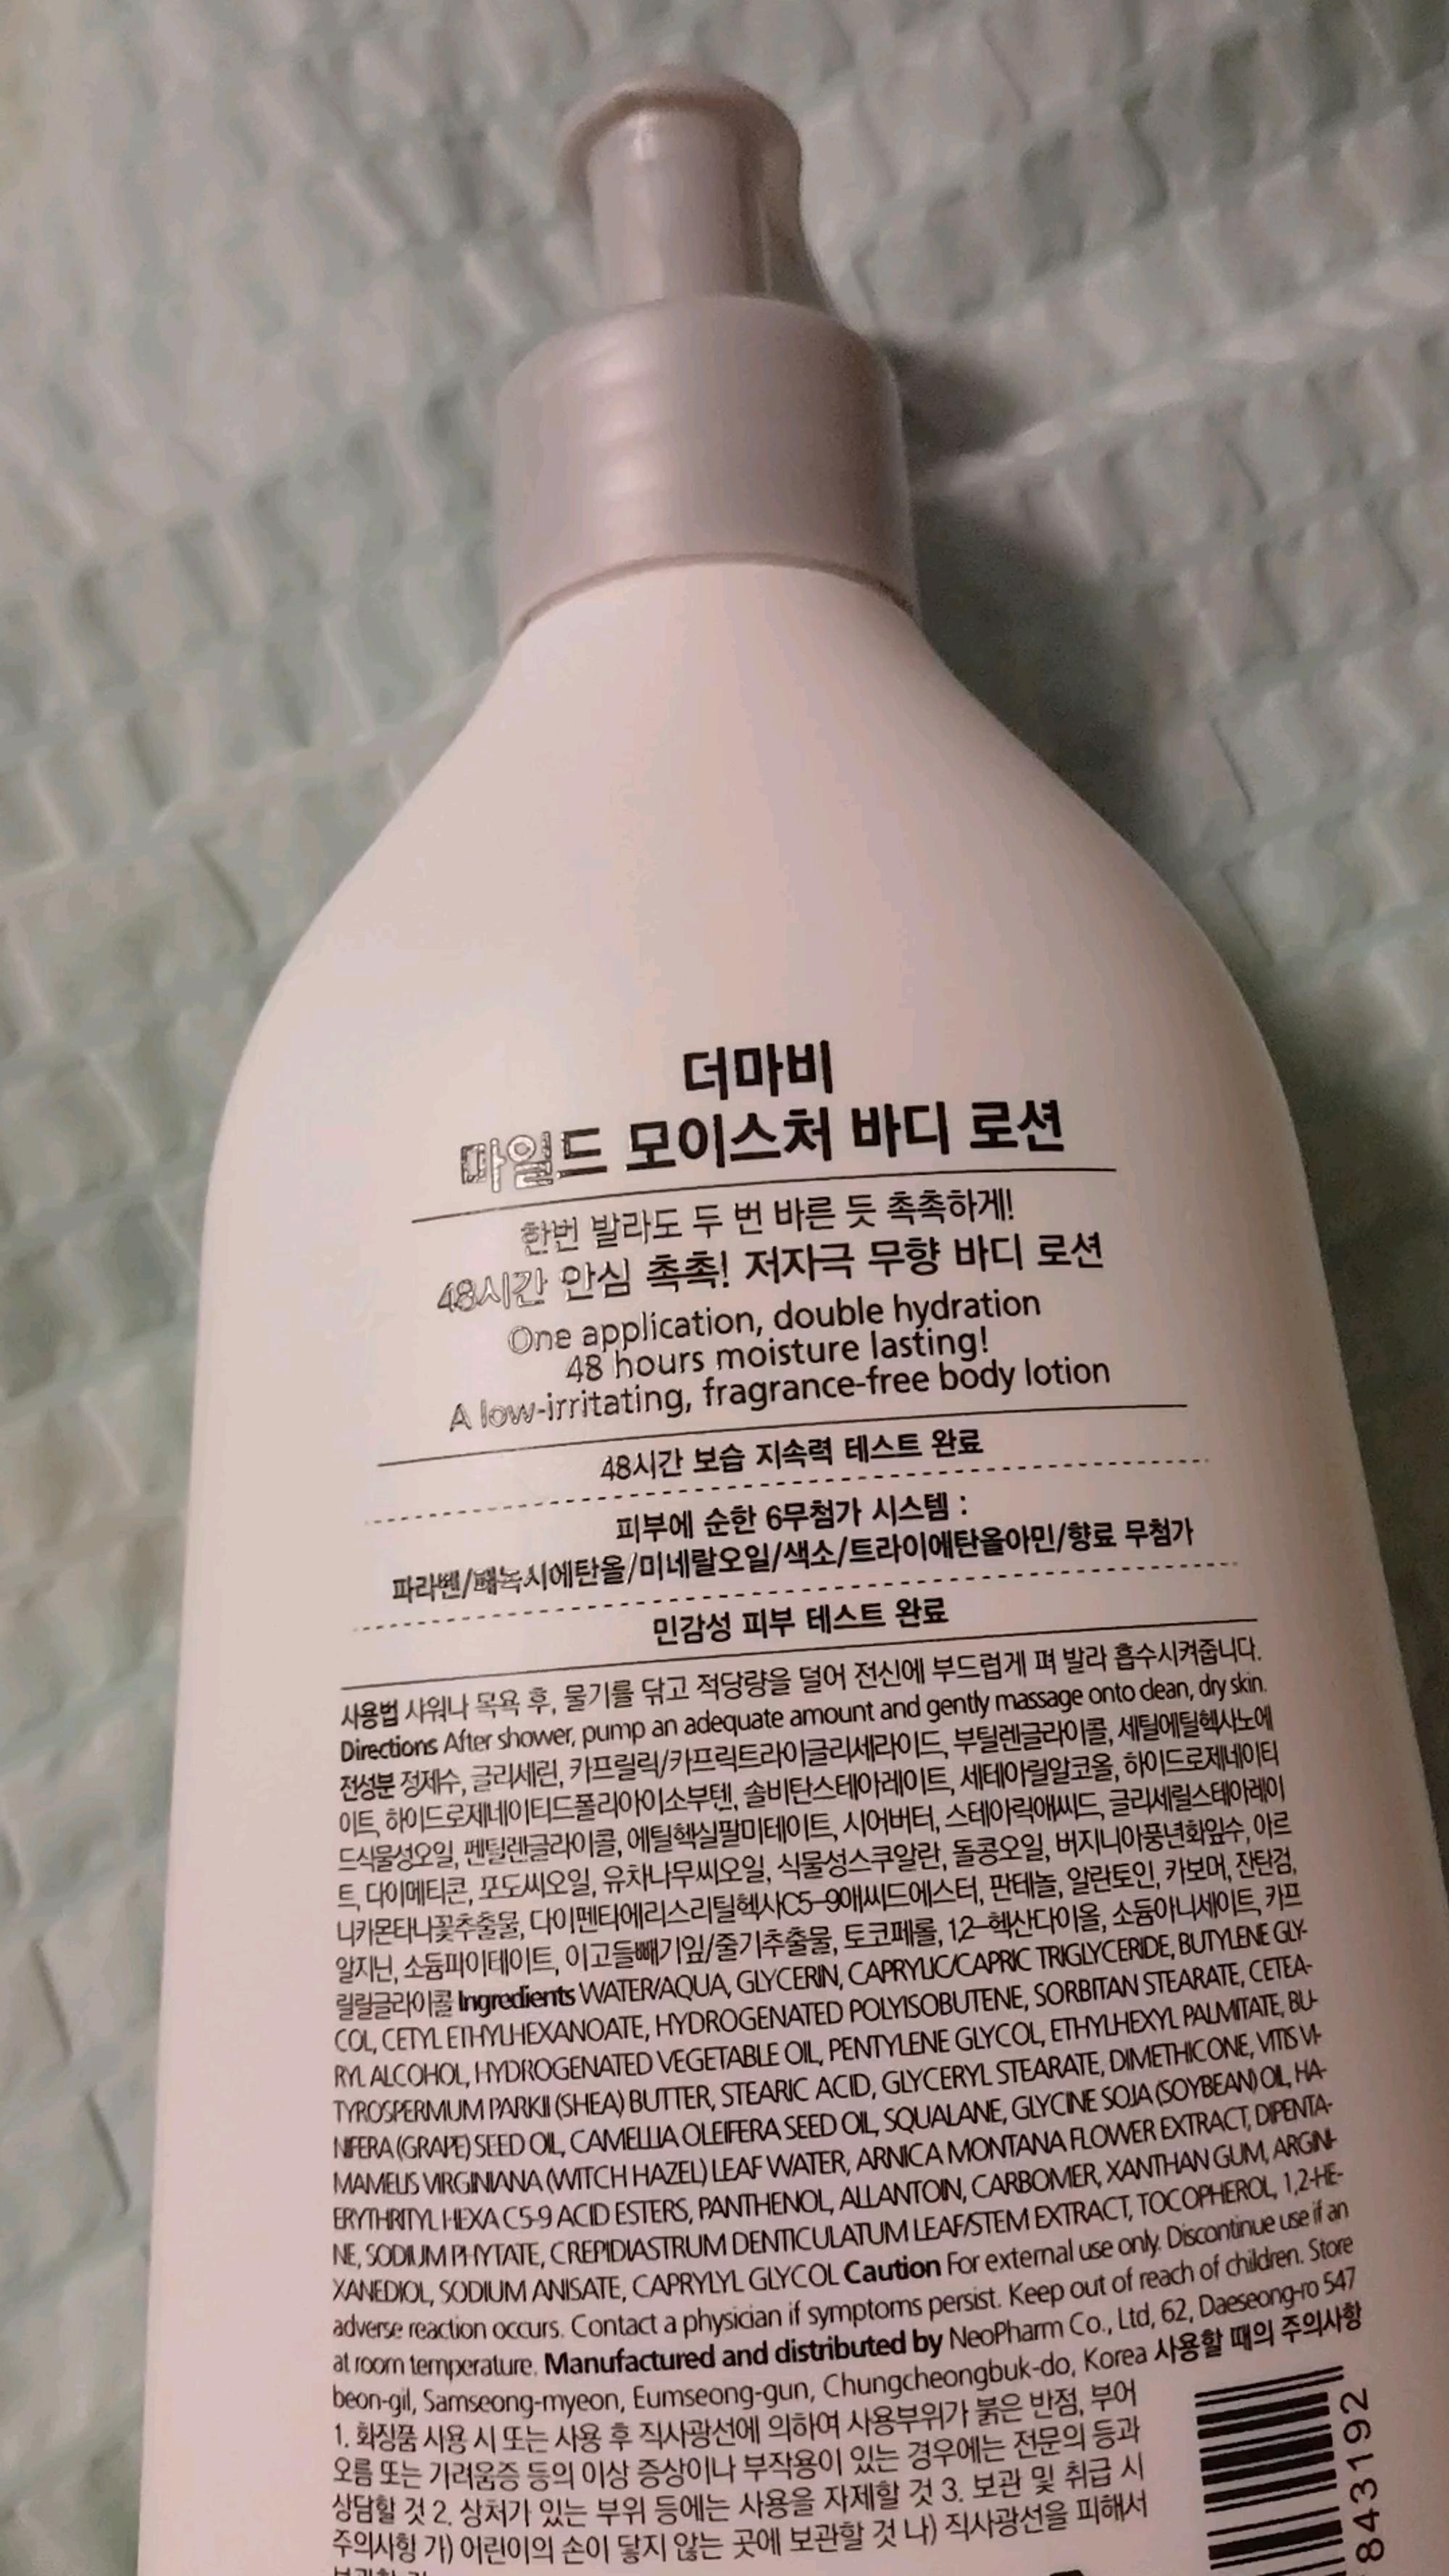 더마비
마일드 모이스처 바디 로션
한번 발라도 두 번 바른 듯 촉촉하게!
48시간 안심 촉촉! 저자극 무향 바디 로션
One application, double hydration
48 hours moisture lasting!
A low-irritating, fragrance-free body lotion
48시간 보습 지속력 테스트 완료
피부에 순한 6무첨가 시스템 :
파라벤/페녹시에탄올/미네랄오일/색소/트라이에탄올아민/향료 무첨가
민감성 피부 테스트 완료
사용법 샤워나 목욕 후, 물기를 닦고 적당량을 덜어 전신에 부드럽게 펴 발라 흡수시켜줍니다.
Directions After shower, pump an adequate amount and gently massage onto clean, dry skin.
전성분 정제수, 글리세린, 카프릴릭/카프릭트라이글리세라이드, 부틸렌글라이콜, 세틸에틸헥사노에
이트, 하이드로제네이티드폴리아이소부텐, 솔비탄스테아레이트, 세테아릴알코올, 하이드로제네이티
드식물성오일, 펜틸렌글라이콜, 에틸헥실팔미테이트, 시어버터, 스테아릭애씨드, 글리세릴스테아레이
트, 다이메티콘, 포도씨오일, 유차나무씨오일, 식물성스쿠알란, 돌콩오일, 버지니아풍년화잎수, 아르
니카몬타나꽃추출물, 다이펜타에리스리틸헥사C5-9애씨드에스터, 판테놀, 알란토인, 카보머, 잔탄검,
알지닌, 소듐파이테이트, 이고들빼기잎/줄기추출물, 토코페롤, 1,2-헥산다이올, 소듐아니세이트, 카프
릴릴글라이콜 Ingredients WATER/AQUA, GLYCERIN, CAPRYLIC/CAPRIC TRIGLYCERIDE, BUTYLENE GLY-
COL, CETYL ETHYLHEXANOATE, HYDROGENATED POLYISOBUTENE, SORBITAN STEARATE, CETEA-
RYL ALCOHOL, HYDROGENATED VEGETABLE OIL, PENTYLENE GLYCOL, ETHYLHEXYL PALMITATE, BU-
TYROSPERMUM PARKII (SHEA) BUTTER, STEARIC ACID, GLYCERYL STEARATE, DIMETHICONE, VITIS VI-
NIFERA (GRAPE) SEED OIL, CAMELLIA OLEIFERA SEED OIL, SQUALANE, GLYCINE SOJA (SOYBEAN) OIL, HA-
MAMELIS VIRGINIANA (WITCH HAZEL) LEAF WATER, ARNICA MONTANA FLOWER EXTRACT, DIPENTA-
ERYTHRITYL HEXA C5-9 ACID ESTERS, PANTHENOL, ALLANTOIN, CARBOMER, XANTHAN GUM, ARGINI-
NE, SODIUM PHYTATE, CREPIDIASTRUM DENTICULATUM LEAF/STEM EXTRACT, TOCOPHEROL, 1,2-HE-
XANEDIOL, SODIUM ANISATE, CAPRYLYL GLYCOL Caution For external use only. Discontinue use if an
adverse reaction occurs. Contact a physician if symptoms persist. Keep out of reach of children. Store
at room temperature. Manufactured and distributed by NeoPharm Co., Ltd, 62, Daeseong-ro 547
beon-gil, Samseong-myeon, Eumseong-gun, Chungcheongbuk-do, Korea 사용할 때의 주의사항
1. 화장품 사용 시 또는 사용 후 직사광선에 의하여 사용부위가 붉은 반점, 부어
오름 또는 가려움증 등의 이상 증상이나 부작용이 있는 경우에는 전문의 등과
상담할 것 2. 상처가 있는 부위 등에는 사용을 자제할 것 3. 보관 및 취급 시
주의사항 가) 어린이의 손이 닿지 않는 곳에 보관할 것 나) 직사광선을 피해서
843192